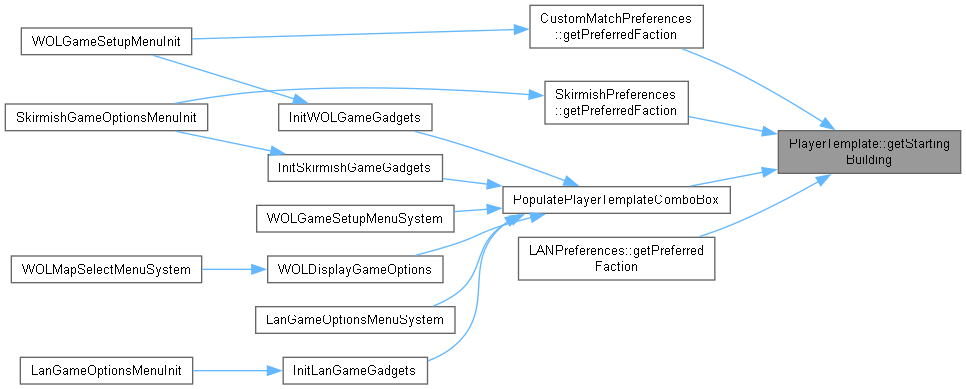 CustomMatchPreferences
::getPreferredFaction
WOLGameSetupMenuInit
SkirmishPreferences
::getPreferredFaction
SkirmishGameOptionsMenuInit
InitWOLGameGadgets
PlayerTemplate::getStarting
Building
InitSkirmishGameGadgets
PopulatePlayerTemplateComboBox
WOLGameSetupMenuSystem
LANPreferences::getPreferred
Faction
WOLMapSelectMenuSystem
WOLDisplayGameOptions
LanGameOptionsMenuSystem
LanGameOptionsMenuInit
InitLanGameGadgets